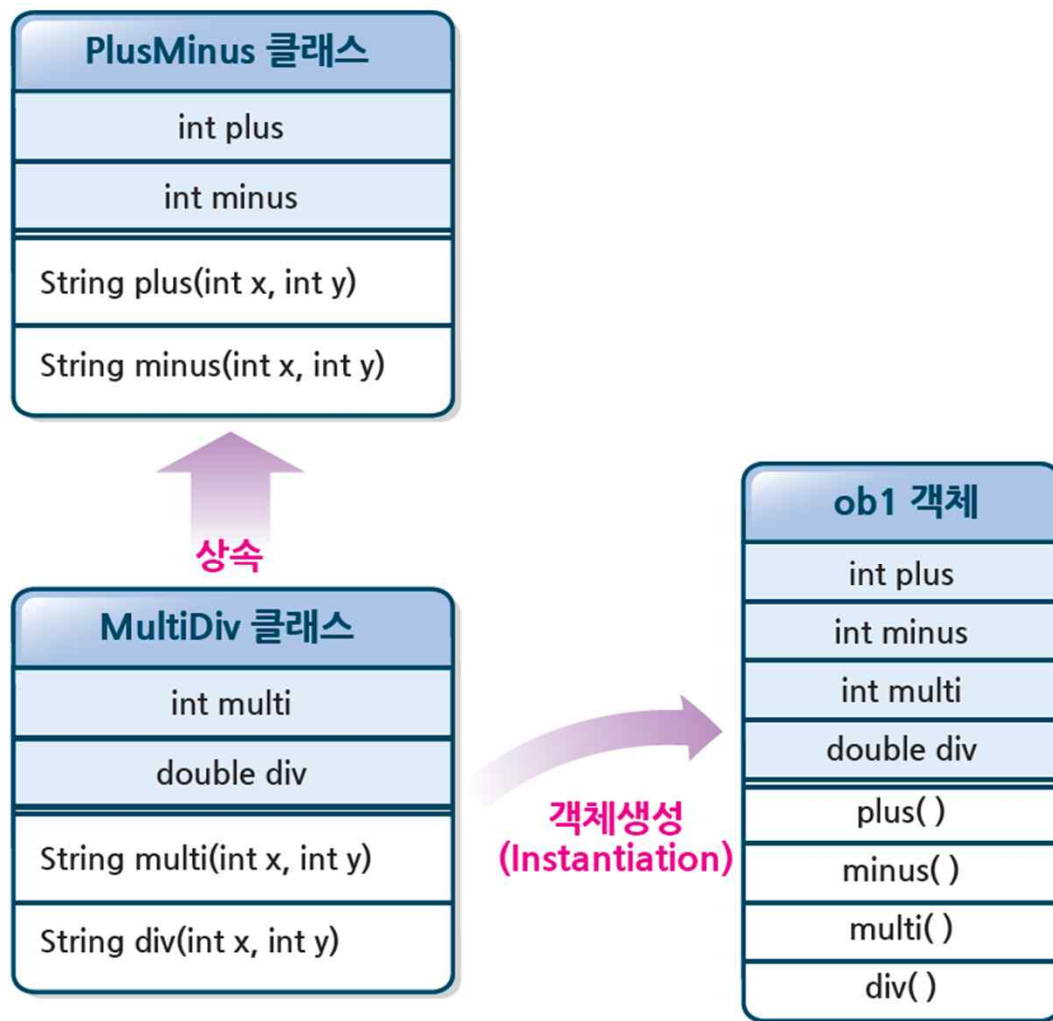 PlusMinus 클래스
int plus
int minus
String plus(int x, int y)
String minus(int x, int y)
상속
MultiDiv 클래스
int multi
double div
String multi(int x, int y)
String div(int x, int y)
객체생성
(Instantiation)
ob1 객체
int plus
int minus
int multi
double div
plus( )
minus( )
multi( )
div( )